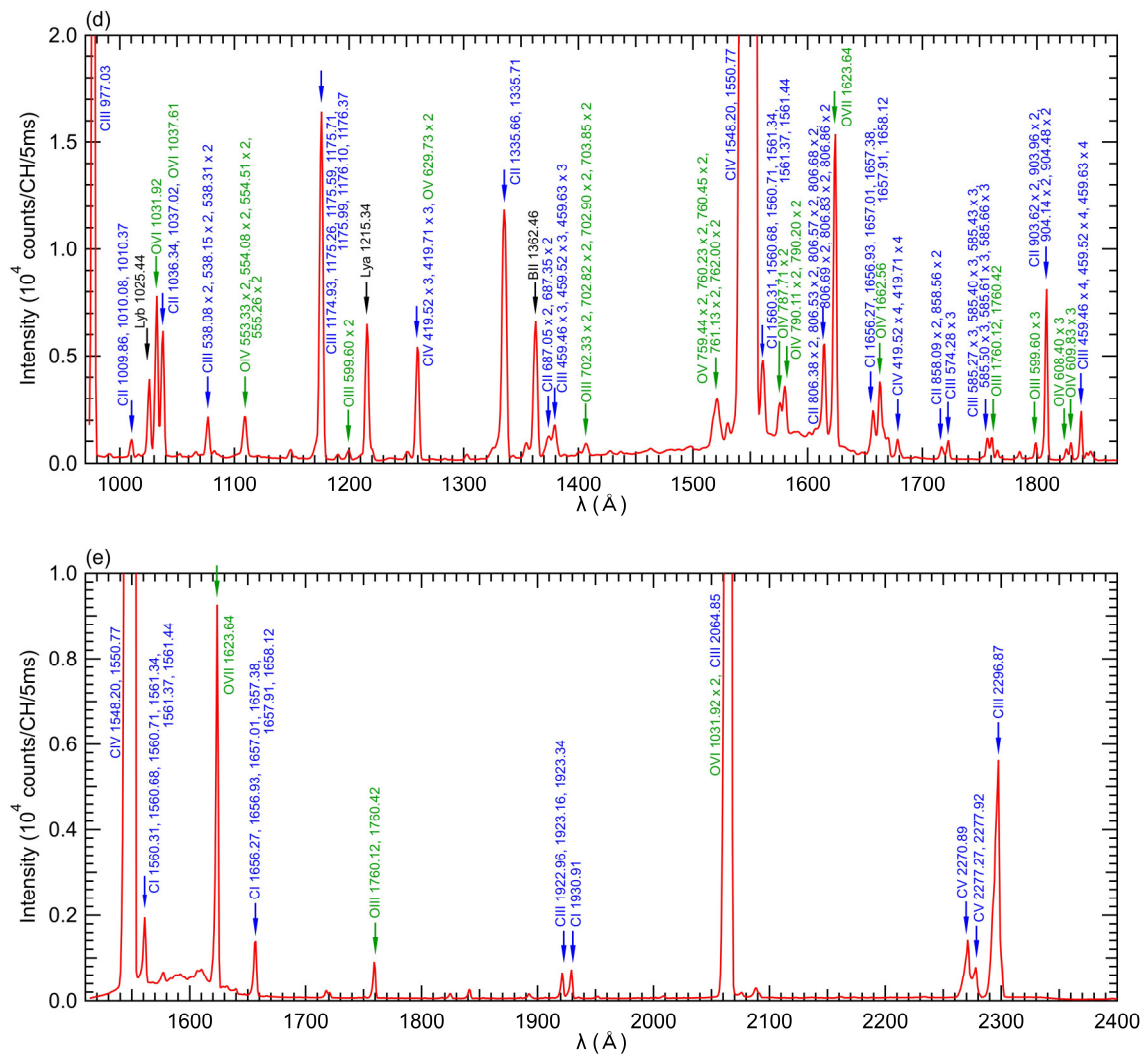 (d)
2.0
1.5
1.0
0.5
0.0
Intensity (10⁴ counts/CH/5ms)
CIII 977.03
CII 1009.86, 1010.08, 1010.37
Lyb 1025.44
OVI 1031.92
CII 1036.34, 1037.02, OVI 1037.61
CIII 538.08 x 2, 538.15 x 2, 538.31 x 2
OIV 553.33 x 2, 554.08 x 2, 554.51 x 2,
555.26 x 2
CIII 1174.93, 1175.26, 1175.59, 1175.71,
1175.99, 1176.10, 1176.37
OIII 599.60 x 2
Lya 1215.34
CIV 419.52 x 3, 419.71 x 3, OV 629.73 x 2
CII 1335.66, 1335.71
BII 1362.46
CII 687.05 x 2, 687.35 x 2
CIII 459.46 x 3, 459.52 x 3, 459.63 x 3
OIII 702.33 x 2, 702.82 x 2, 702.90 x 2, 703.85 x 2
OV 759.44 x 2, 760.23 x 2, 760.45 x 2,
761.13 x 2, 762.00 x 2
CIV 1548.20, 1550.77
CI 1560.31, 1560.68, 1560.71, 1561.34,
1561.37, 1561.44
OIV 787.71 x 2
OIV 790.11 x 2, 790.20 x 2
CII 806.38 x 2, 806.53 x 2, 806.57 x 2, 806.68 x 2
806.69 x 2, 806.83 x 2, 806.86 x 2
OVII 1623.64
CI 1656.27, 1656.93, 1657.01, 1657.38,
1657.91, 1658.12
OIV 1662.56
CIV 419.52 x 4, 419.71 x 4
CII 858.09 x 2, 858.56 x 2
CIII 574.28 x 3
CIII 585.27 x 3, 585.40 x 3, 585.43 x 3,
585.50 x 3, 585.61 x 3, 585.66 x 3
OIII 1760.12, 1760.42
OIII 599.60 x 3
CII 903.62 x 2, 903.96 x 2,
904.14 x 2, 904.48 x 2
OIV 608.40 x 3
OIV 609.83 x 3
CIII 459.46 x 4, 459.52 x 4, 459.63 x 4
1000 1100 1200 1300 1400 1500 1600 1700 1800
λ (Å)
(e)
1.0
0.8
0.6
0.4
0.2
0.0
Intensity (10⁴ counts/CH/5ms)
CIV 1548.20, 1550.77
CI 1560.31, 1560.68, 1560.71, 1561.34,
1561.37, 1561.44
OVII 1623.64
CI 1656.27, 1656.93, 1657.01, 1657.38,
1657.91, 1658.12
OIII 1760.12, 1760.42
CIII 1922.96, 1923.16, 1923.34
CI 1930.91
OVI 1031.92 x 2, CIII 2064.85
CV 2270.89
CV 2277.27, 2277.92
CIII 2296.87
1600 1700 1800 1900 2000 2100 2200 2300 2400
λ (Å)